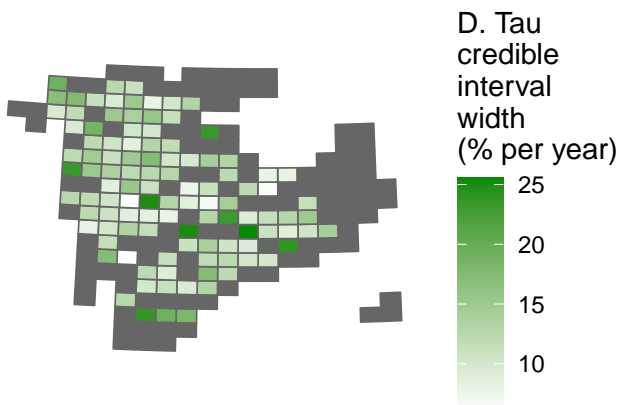 D. Tau
credible
interval
width
(% per year)
25
20
15
10